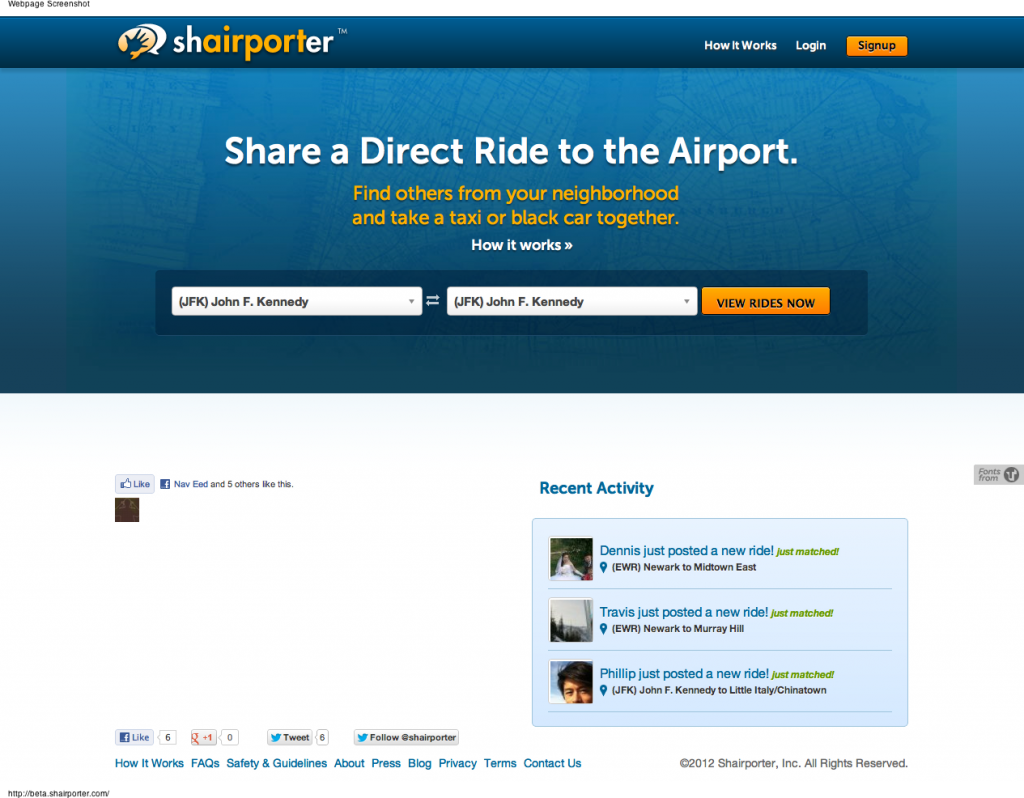 Webpage Screenshot
shairporter™
How It Works Login Signup
Share a Direct Ride to the Airport.
Find others from your neighborhood
and take a taxi or black car together.
How it works »
(JFK) John F. Kennedy
(JFK) John F. Kennedy
VIEW RIDES NOW
Like
Nav Eed and 5 others like this.
Fonts
from
Recent Activity
Dennis just posted a new ride! just matched!
(EWR) Newark to Midtown East
Travis just posted a new ride! just matched!
(EWR) Newark to Murray Hill
Phillip just posted a new ride! just matched!
(JFK) John F. Kennedy to Little Italy/Chinatown
Like 6 +1 0 Tweet 6 Follow @shairporter
How It Works FAQs Safety & Guidelines About Press Blog Privacy Terms Contact Us
©2012 Shairporter, Inc. All Rights Reserved.
http://beta.shairporter.com/